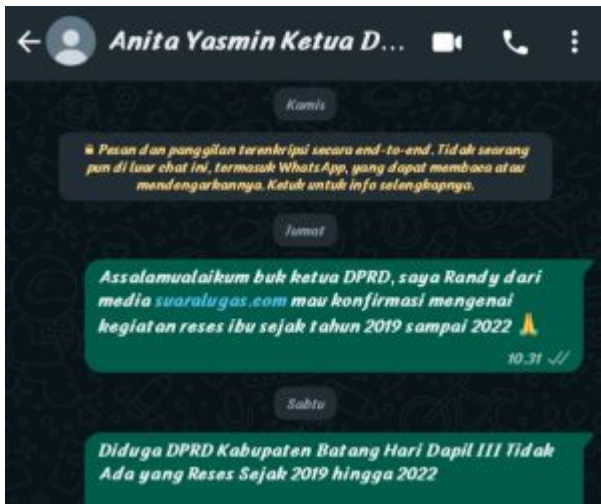 Anita Yasmin Ketua D...
Kamis
Pesan dan panggilan terenkripsi secara end-to-end. Tidak seorang
pun di luar chat ini, termasuk WhatsApp, yang dapat membaca atau
mendengarkannya. Ketuk untuk info selengkapnya.
Jumat
Assalamualaikum buk ketua DPRD, saya Randy dari
media suaralugas.com mau konfirmasi mengenai
kegiatan reses ibu sejak tahun 2019 sampai 2022 🙏
10.31
Sabtu
Diduga DPRD Kabupaten Batang Hari Dapil III Tidak
Ada yang Reses Sejak 2019 hingga 2022